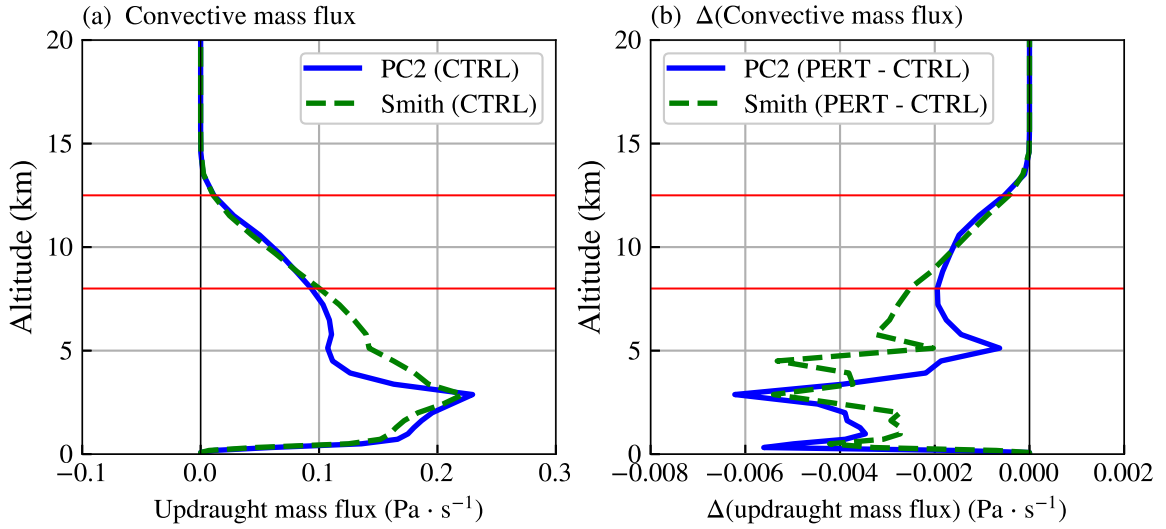 (a) Convective mass flux
(b) Δ(Convective mass flux)
20
15
10
5
0
Altitude (km)
PC2 (CTRL)
Smith (CTRL)
−0.1
0.0
0.1
0.2
0.3
Updraught mass flux (Pa · s⁻¹)
20
15
10
5
0
Altitude (km)
PC2 (PERT - CTRL)
Smith (PERT - CTRL)
−0.008
−0.006
−0.004
−0.002
0.000
0.002
Δ(updraught mass flux) (Pa · s⁻¹)